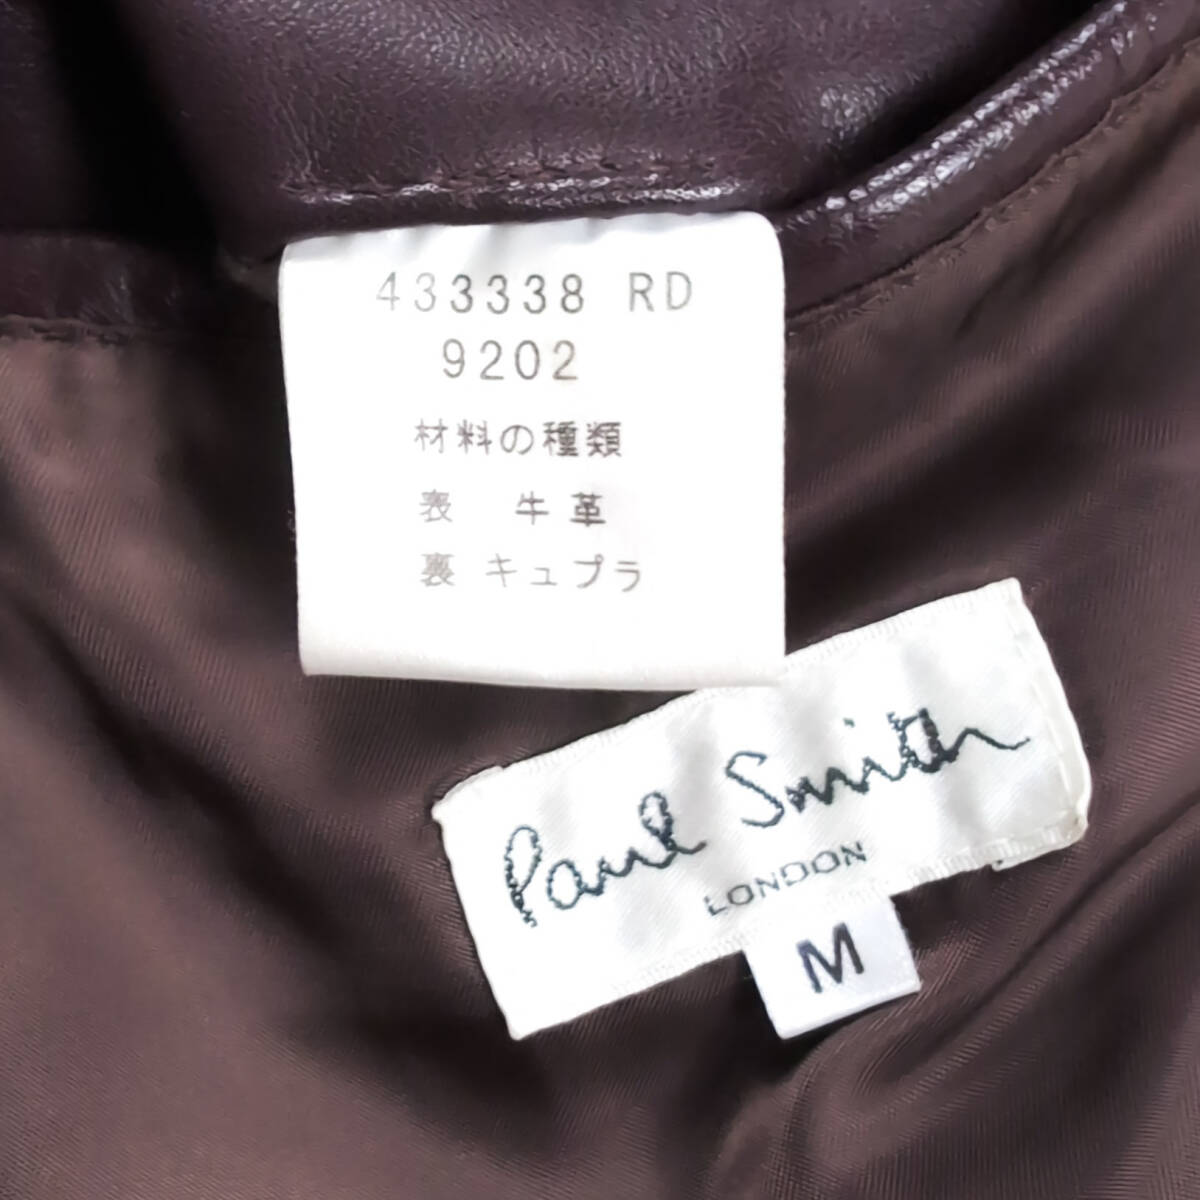 433338 RD
9202
材料の種類
表 牛革
裏 キュプラ
Paul Smith
LONDON
M